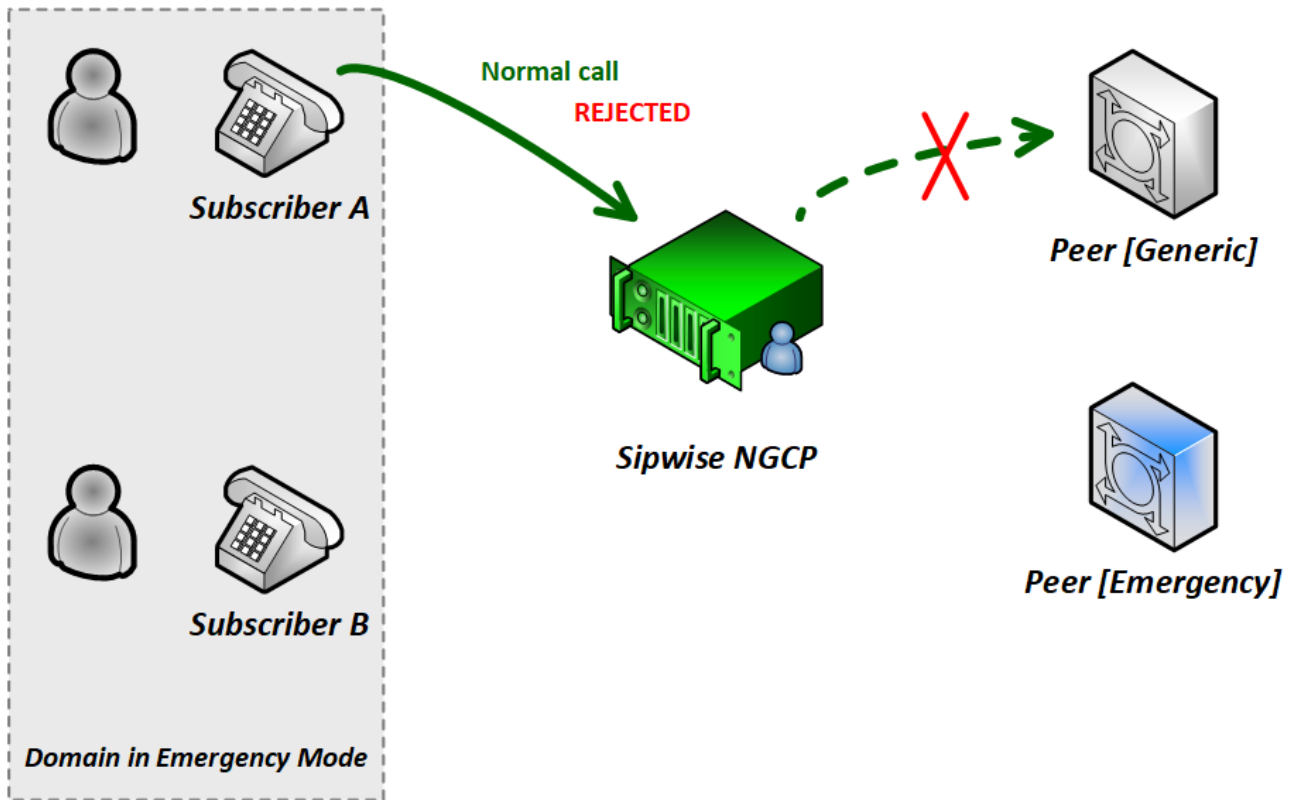 Normal call
REJECTED
Subscriber A
Peer [Generic]
Sipwise NGCP
Peer [Emergency]
Subscriber B
Domain in Emergency Mode